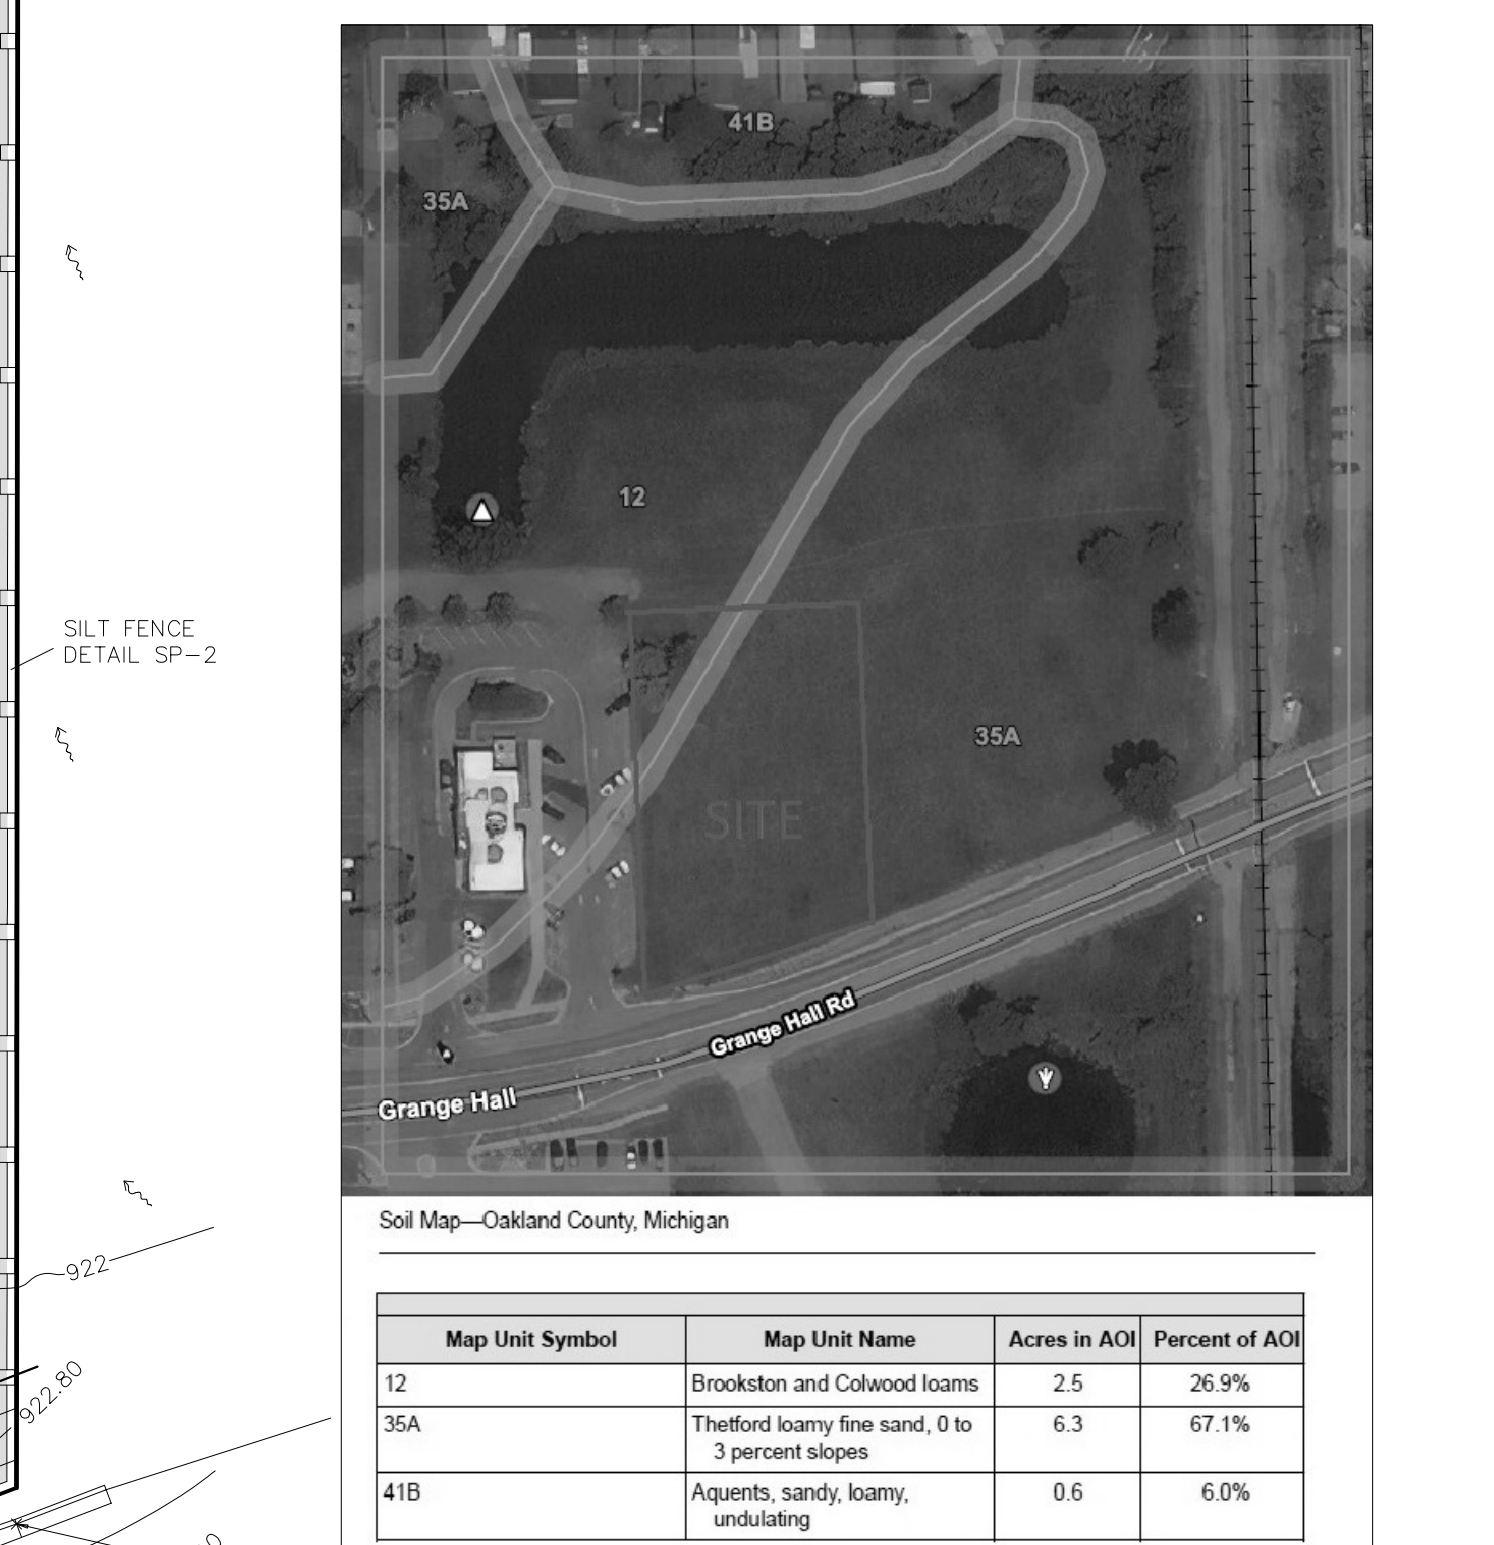 41B
35A
12
SILT FENCE
DETAIL SP-2
35A
SITE
Grange Hall Rd
Grange Hall
Soil Map—Oakland County, Michigan
922
922.80
Map Unit Symbol Map Unit Name Acres in AOI Percent of AOI
12 Brookston and Colwood loams 2.5 26.9%
35A Thetford loamy fine sand, 0 to 3 percent slopes 6.3 67.1%
41B Aquents, sandy, loamy, undulating 0.6 6.0%